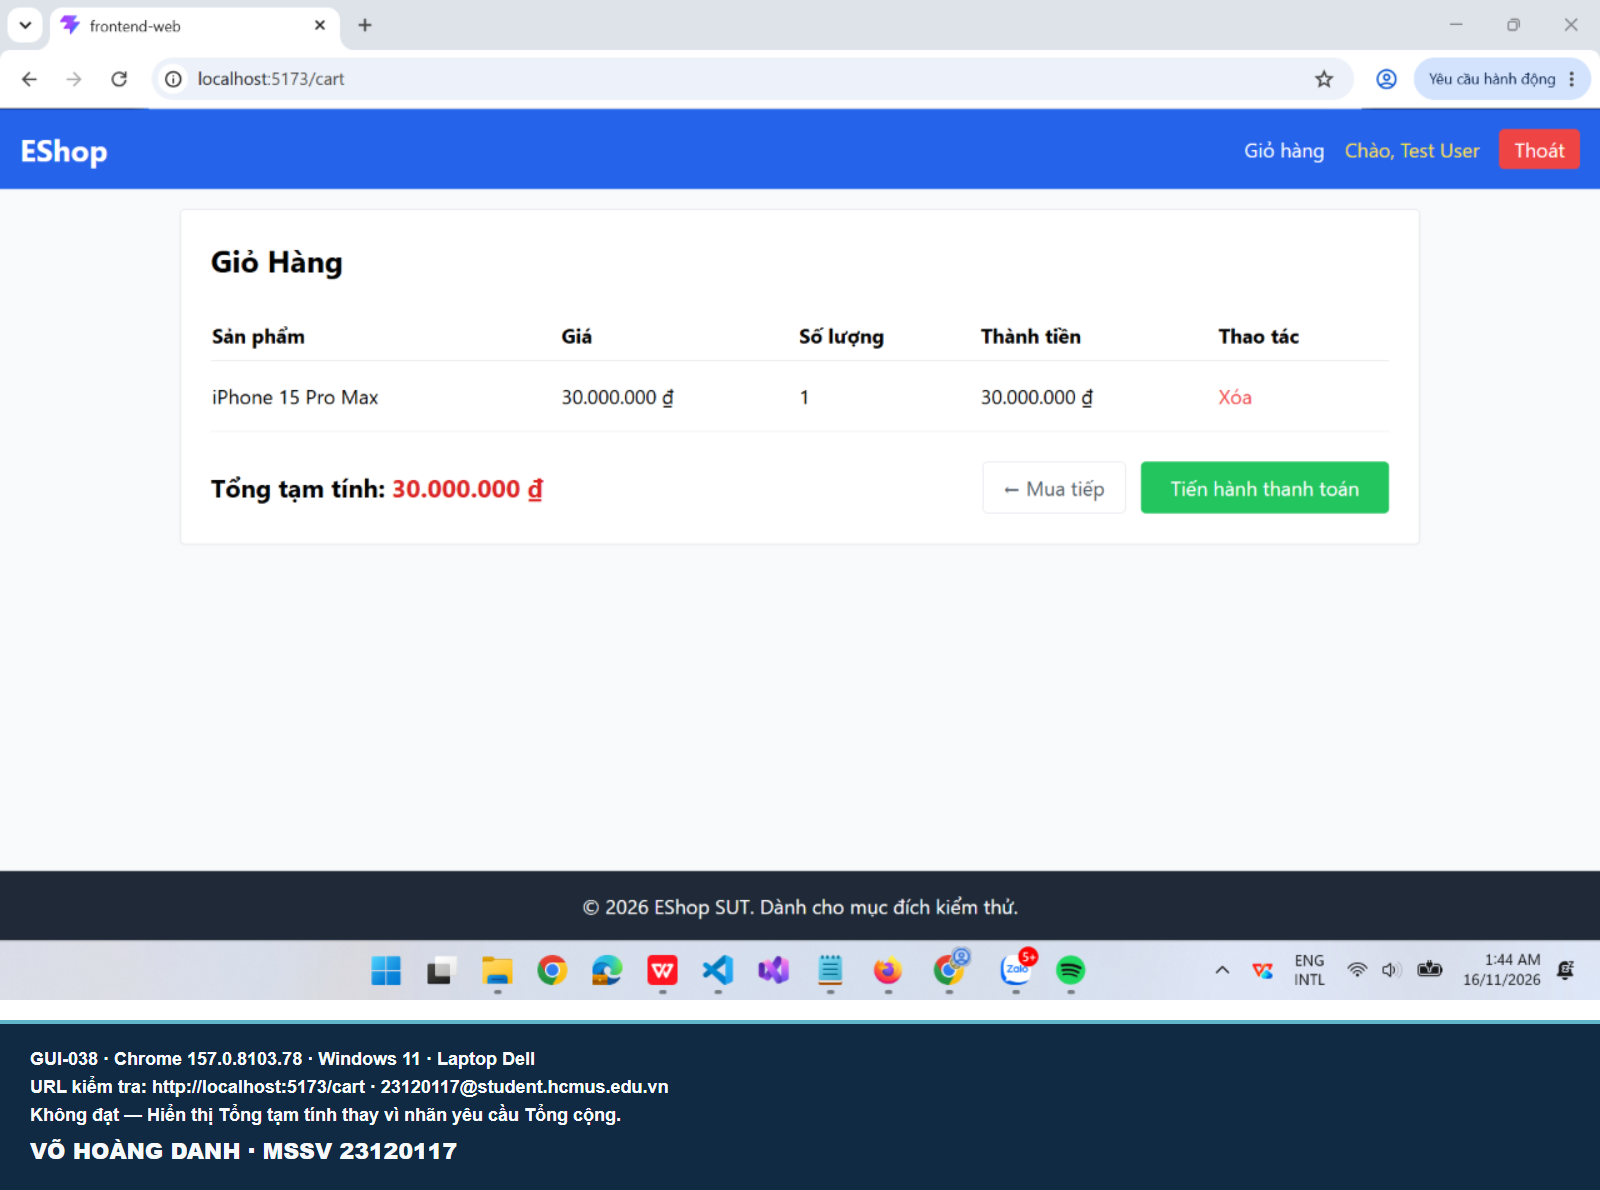 frontend-web
localhost:5173/cart
Yêu cầu hành động
EShop
Giỏ hàng
Chào, Test User
Thoát
Giỏ Hàng
Sản phẩm Giá Số lượng Thành tiền Thao tác
iPhone 15 Pro Max 30.000.000 ₫ 1 30.000.000 ₫ Xóa
Tổng tạm tính: 30.000.000 ₫
← Mua tiếp
Tiến hành thanh toán
© 2026 EShop SUT. Dành cho mục đích kiểm thử.
Zalo
5+
ENG
INTL
1:44 AM
16/11/2026
GUI-038 · Chrome 157.0.8103.78 · Windows 11 · Laptop Dell
URL kiểm tra: http://localhost:5173/cart · 23120117@student.hcmus.edu.vn
Không đạt — Hiển thị Tổng tạm tính thay vì nhãn yêu cầu Tổng cộng.
VÕ HOÀNG DANH · MSSV 23120117